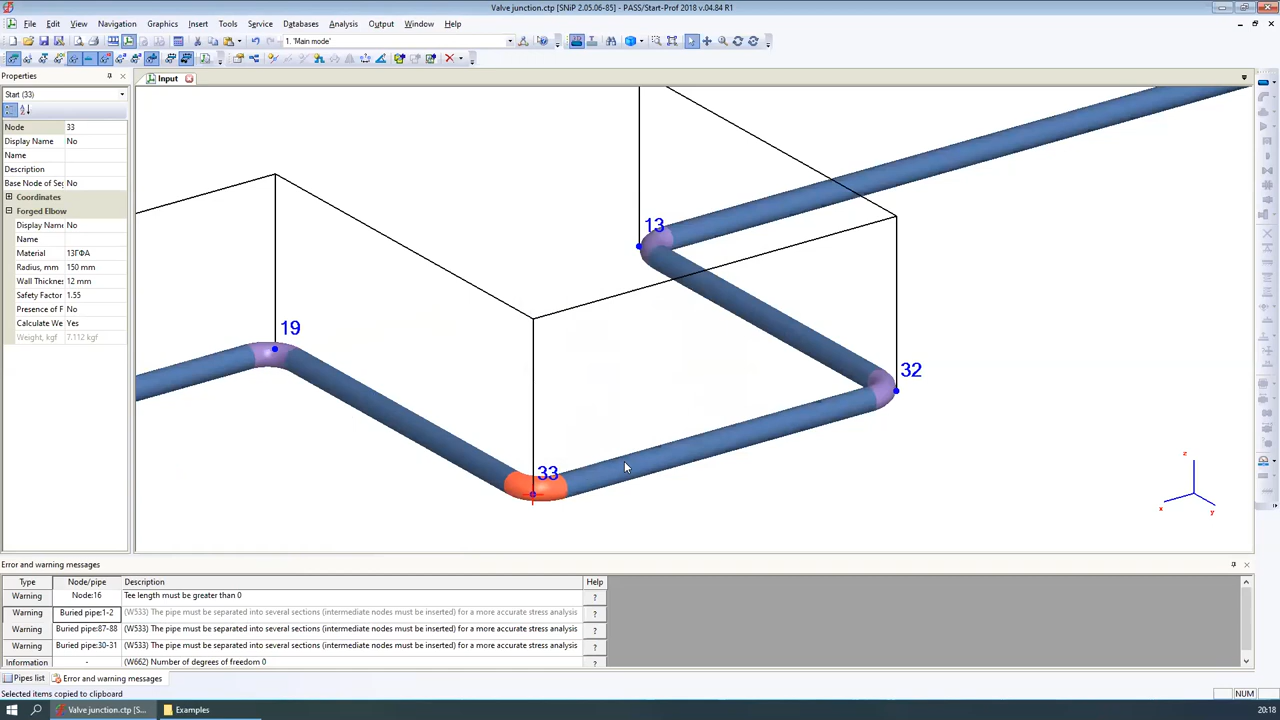 Valve junction.ctp [SNiP 2.05.06-85] - PASS/Start-Prof 2018 v.04.84 R1
File Edit View Navigation Graphics Insert Tools Service Databases Analysis Output Window Help
1. 'Main mode'
Properties
Input
Start (33)
Node 33
Display Name No
Name
Description
Base Node of Seg No
Coordinates
Forged Elbow
Display Name No
Name
Material 13ГФА
Radius, mm 150 mm
Wall Thicknes 12 mm
Safety Factor 1.55
Presence of F No
Calculate We Yes
Weight, kgf 7.112 kgf
13
19
32
33
z
x
y
Error and warning messages
Type Node/pipe Description Help
Warning Node:16 Tee length must be greater than 0 ?
Warning Buried pipe:1-2 (W533) The pipe must be separated into several sections (intermediate nodes must be inserted) for a more accurate stress analysis ?
Warning Buried pipe:87-88 (W533) The pipe must be separated into several sections (intermediate nodes must be inserted) for a more accurate stress analysis ?
Warning Buried pipe:30-31 (W533) The pipe must be separated into several sections (intermediate nodes must be inserted) for a more accurate stress analysis ?
Information - (W662) Number of degrees of freedom 0 ?
Pipes list Error and warning messages
Selected items copied to clipboard
NUM
Valve junction.ctp [S... Examples
20:18